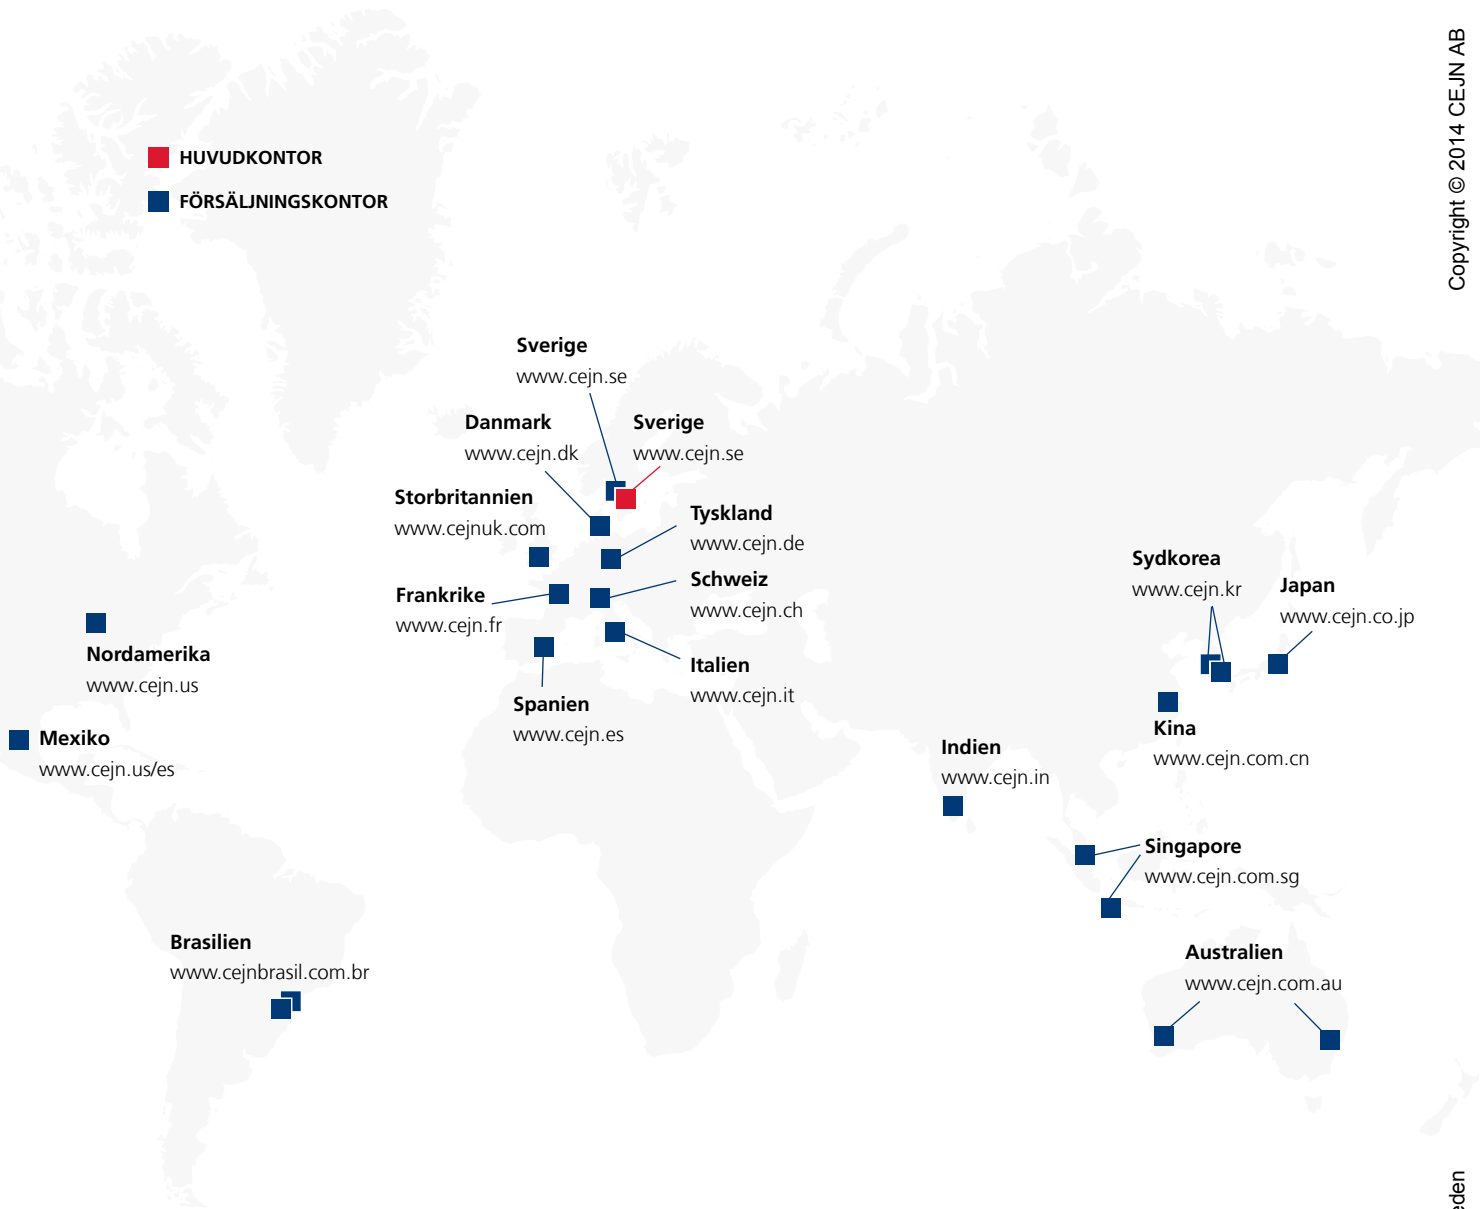 Copyright © 2014 CEJN AB
HUVUDKONTOR
FÖRSÄLJNINGSKONTOR
Sverige
www.cejn.se
Danmark
www.cejn.dk
Sverige
www.cejn.se
Storbritannien
www.cejnuk.com
Tyskland
www.cejn.de
Frankrike
www.cejn.fr
Schweiz
www.cejn.ch
Italien
www.cejn.it
Spanien
www.cejn.es
Nordamerika
www.cejn.us
Mexiko
www.cejn.us/es
Brasilien
www.cejnbrasil.com.br
Sydkorea
www.cejn.kr
Japan
www.cejn.co.jp
Kina
www.cejn.com.cn
Indien
www.cejn.in
Singapore
www.cejn.com.sg
Australien
www.cejn.com.au